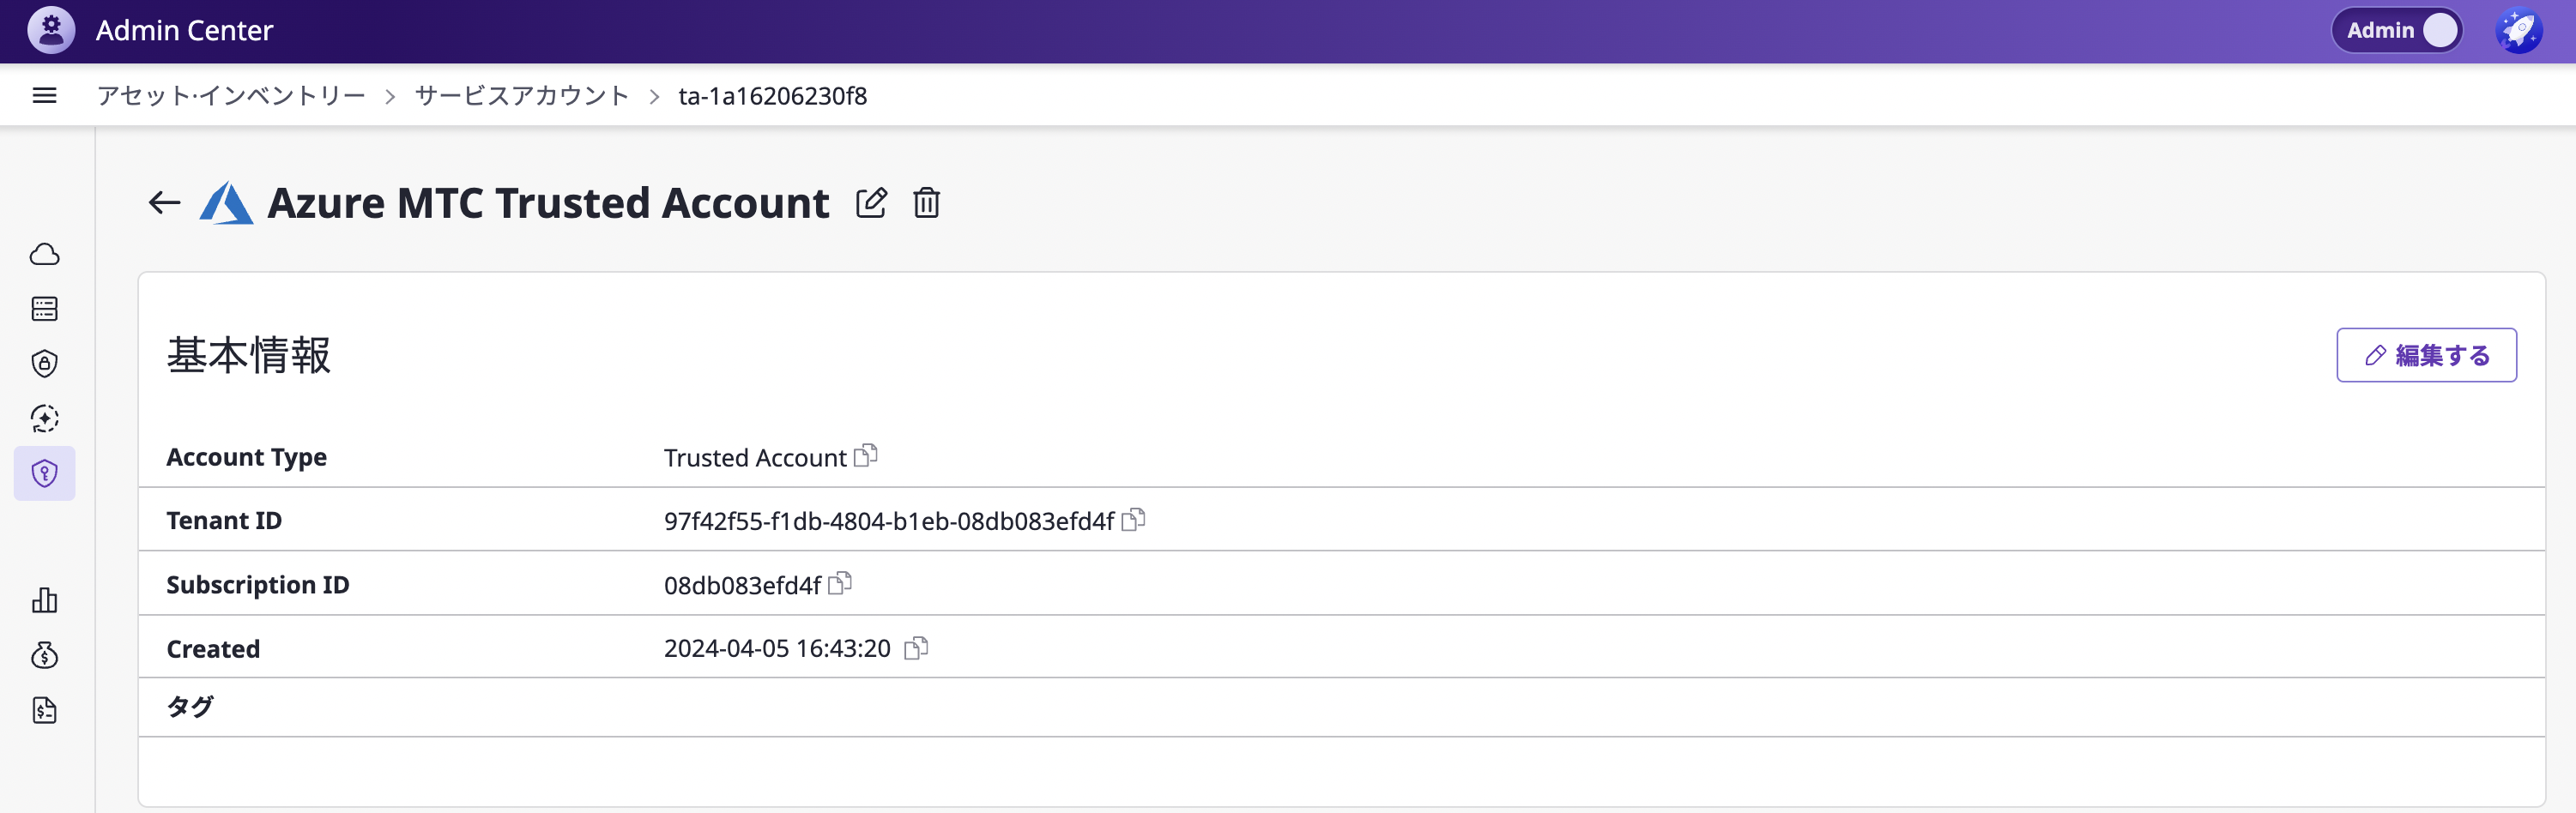 Admin Center
Admin
アセット·インベントリー > サービスアカウント > ta-1a16206230f8
Azure MTC Trusted Account
基本情報
編集する
Account Type Trusted Account
Tenant ID 97f42f55-f1db-4804-b1eb-08db083efd4f
Subscription ID 08db083efd4f
Created 2024-04-05 16:43:20
タグ